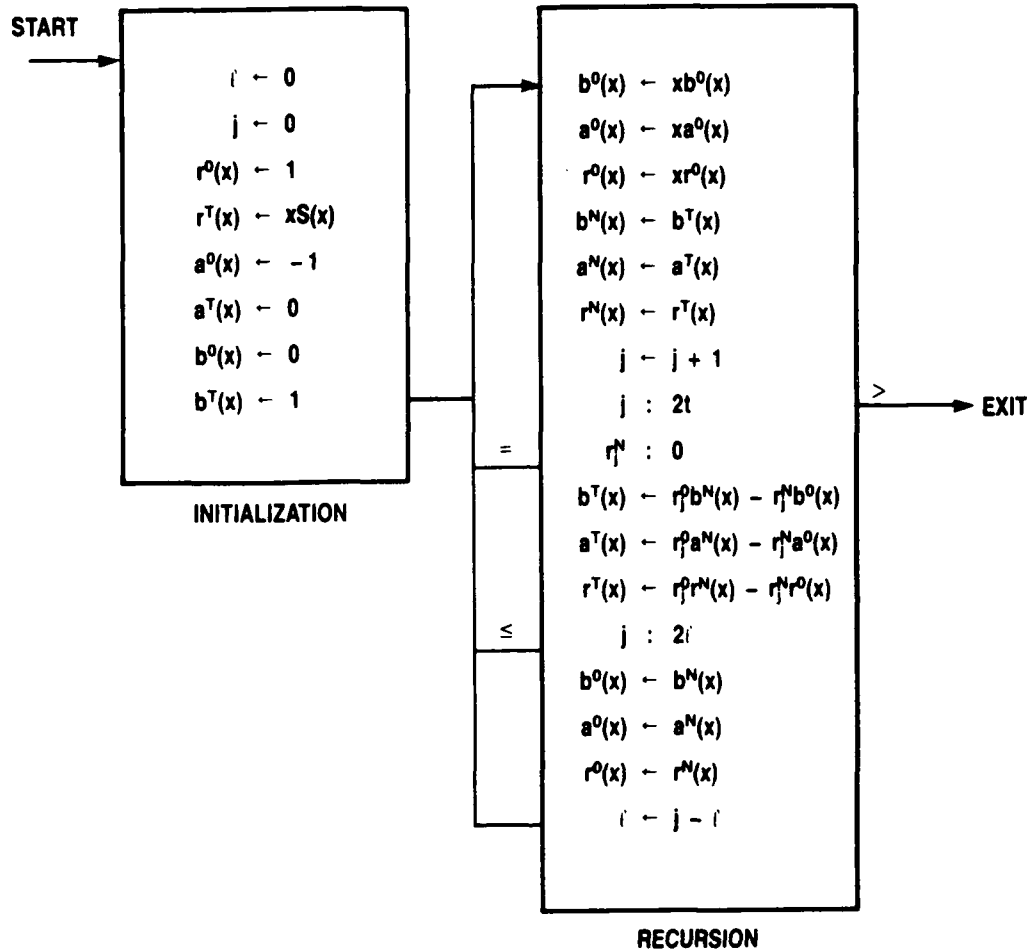 START
ℓ ← 0
j ← 0
r⁰(x) ← 1
rᵀ(x) ← xS(x)
a⁰(x) ← −1
aᵀ(x) ← 0
b⁰(x) ← 0
bᵀ(x) ← 1
INITIALIZATION
b⁰(x) ← xb⁰(x)
a⁰(x) ← xa⁰(x)
r⁰(x) ← xr⁰(x)
bᴺ(x) ← bᵀ(x)
aᴺ(x) ← aᵀ(x)
rᴺ(x) ← rᵀ(x)
j ← j + 1
j : 2t
>
EXIT
rⱼᴺ : 0
=
bᵀ(x) ← rⱼ⁰bᴺ(x) − rⱼᴺb⁰(x)
aᵀ(x) ← rⱼ⁰aᴺ(x) − rⱼᴺa⁰(x)
rᵀ(x) ← rⱼ⁰rᴺ(x) − rⱼᴺr⁰(x)
j : 2ℓ
≤
b⁰(x) ← bᴺ(x)
a⁰(x) ← aᴺ(x)
r⁰(x) ← rᴺ(x)
ℓ ← j − ℓ
RECURSION